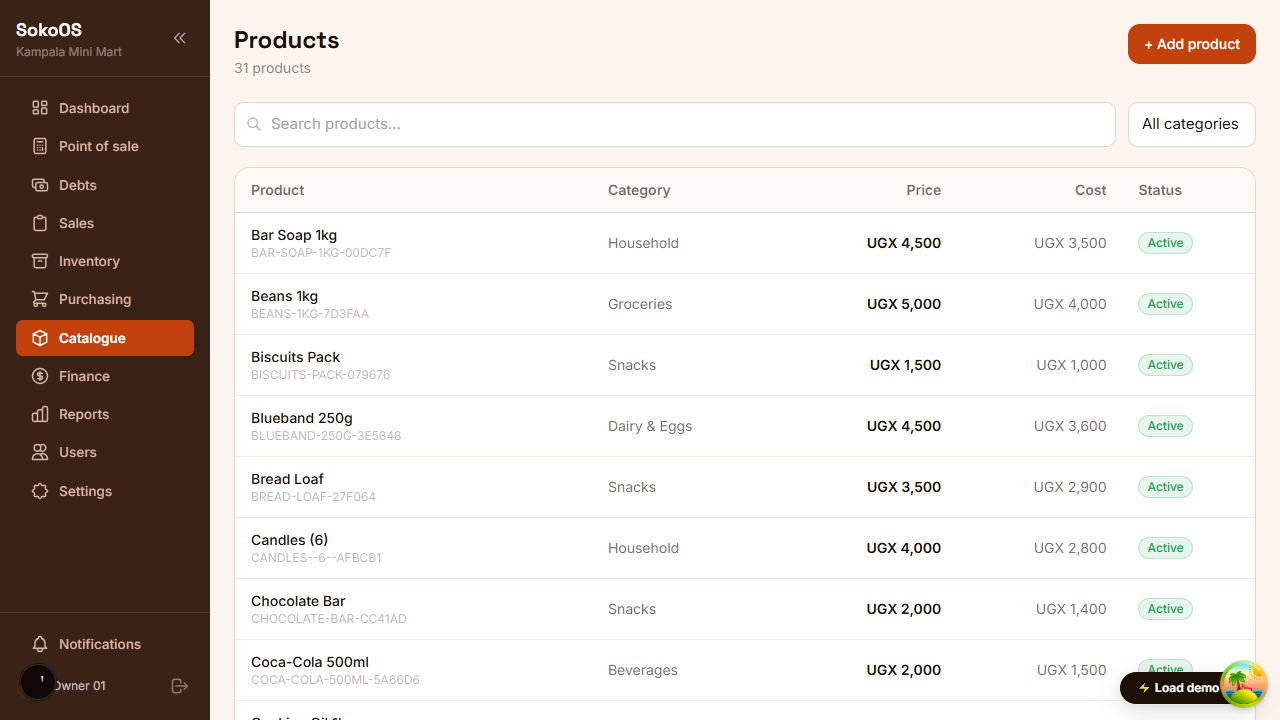 SokoOS
Kampala Mini Mart
Dashboard
Point of sale
Debts
Sales
Inventory
Purchasing
Catalogue
Finance
Reports
Users
Settings
Notifications
Owner 01
Products
31 products
+ Add product
Search products...
All categories
Product Category Price Cost Status
Bar Soap 1kg
BAR-SOAP-1KG-00DC7F
Household UGX 4,500 UGX 3,500 Active
Beans 1kg
BEANS-1KG-7D3FAA
Groceries UGX 5,000 UGX 4,000 Active
Biscuits Pack
BISCUITS-PACK-079676
Snacks UGX 1,500 UGX 1,000 Active
Blueband 250g
BLUEBAND-250G-3E5848
Dairy & Eggs UGX 4,500 UGX 3,600 Active
Bread Loaf
BREAD-LOAF-27F064
Snacks UGX 3,500 UGX 2,900 Active
Candles (6)
CANDLES--6--AFBCB1
Household UGX 4,000 UGX 2,800 Active
Chocolate Bar
CHOCOLATE-BAR-CC41AD
Snacks UGX 2,000 UGX 1,400 Active
Coca-Cola 500ml
COCA-COLA-500ML-5A66D6
Beverages UGX 2,000 UGX 1,500 Active
Load demo